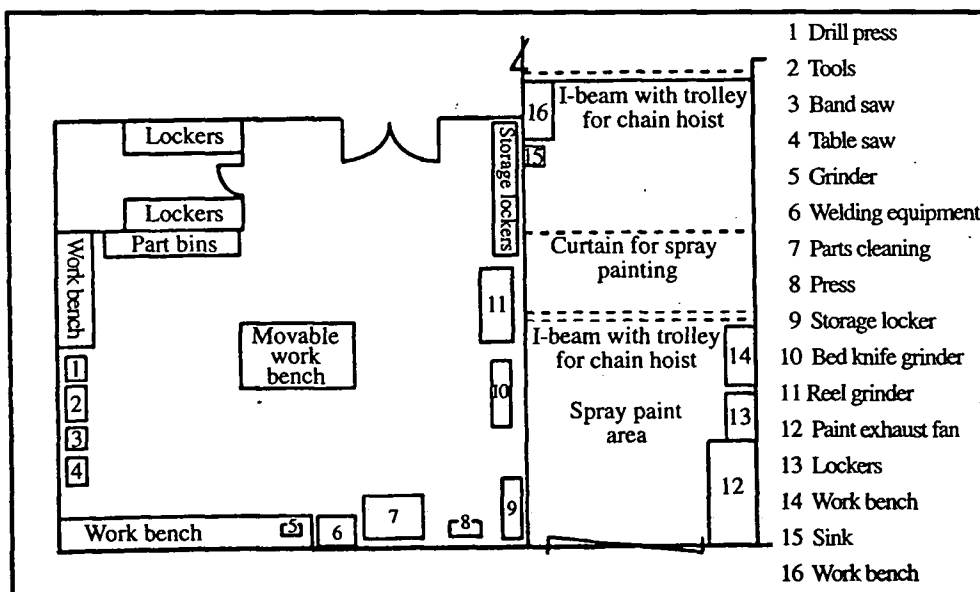 Lockers
Lockers
Part bins
Work bench
1
2
3
4
Work bench
5
6
7
8
9
10
11
Storage lockers
Movable
work
bench
16
15
I-beam with trolley
for chain hoist
Curtain for spray
painting
I-beam with trolley
for chain hoist
Spray paint
area
14
13
12
1 Drill press
2 Tools
3 Band saw
4 Table saw
5 Grinder
6 Welding equipment
7 Parts cleaning
8 Press
9 Storage locker
10 Bed knife grinder
11 Reel grinder
12 Paint exhaust fan
13 Lockers
14 Work bench
15 Sink
16 Work bench